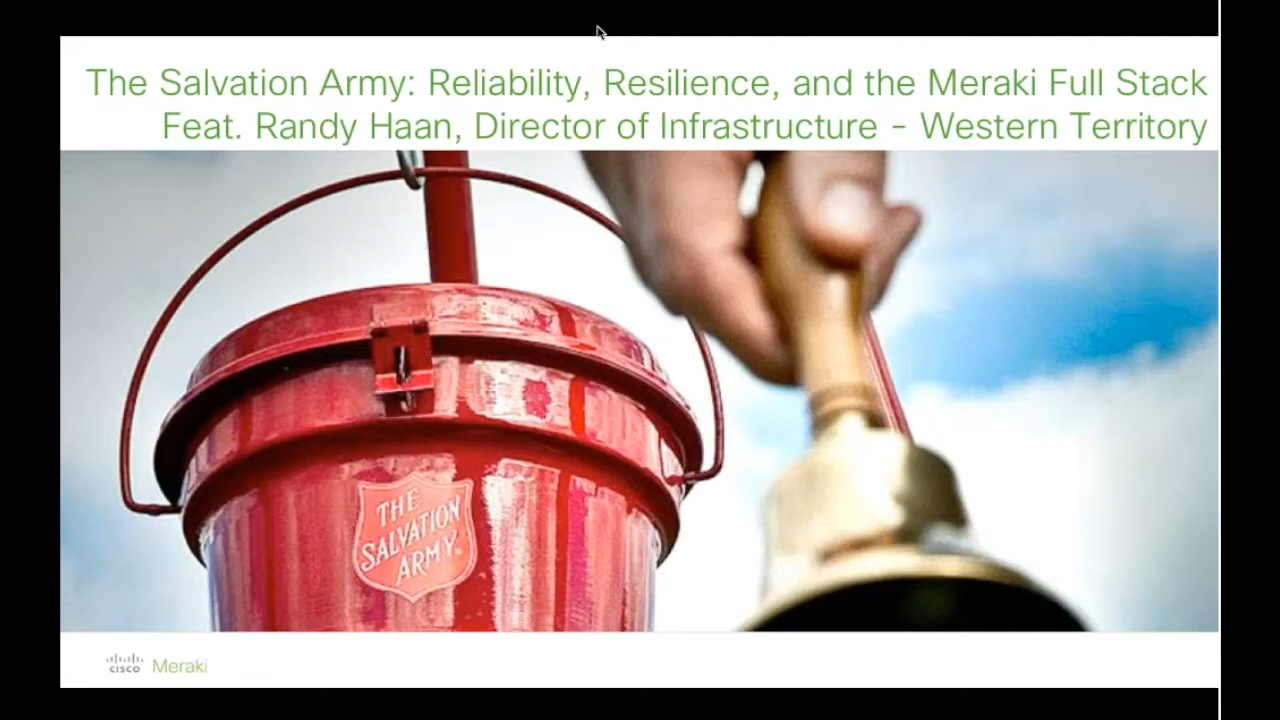 The Salvation Army: Reliability, Resilience, and the Meraki Full Stack
Feat. Randy Haan, Director of Infrastructure - Western Territory
THE
SALVATION
ARMY
CISCO Meraki